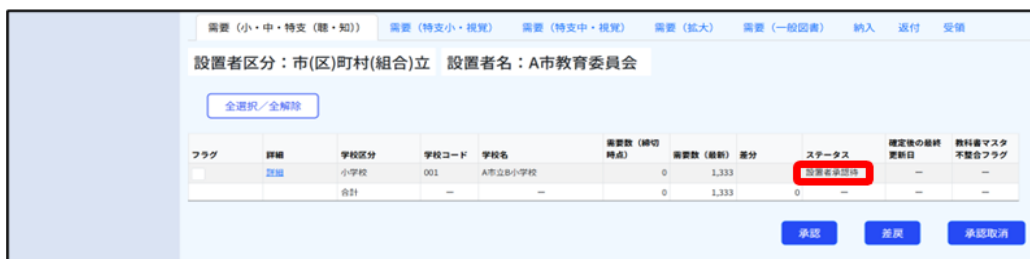 需要（小・中・特支（聴・知）） 需要（特支小・視覚） 需要（特支中・視覚） 需要（拡大） 需要（一般図書） 納入 返付 受領
設置者区分：市(区)町村(組合)立 設置者名：A市教育委員会
全選択／全解除
フラグ 詳細 学校区分 学校コード 学校名 需要数（締切時点） 需要数（最新） 差分 ステータス 確定後の最終更新日 教科書マスタ不整合フラグ
詳細 小学校 001 A市立B小学校 0 1,333 設置者承認待 － －
合計 － － 0 1,333 0 － － －
承認 差戻 承認取消